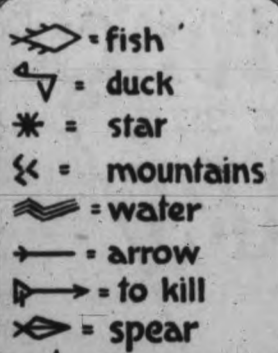 = fish
= duck
= star
= mountains
= water
= arrow
= to kill
= spear